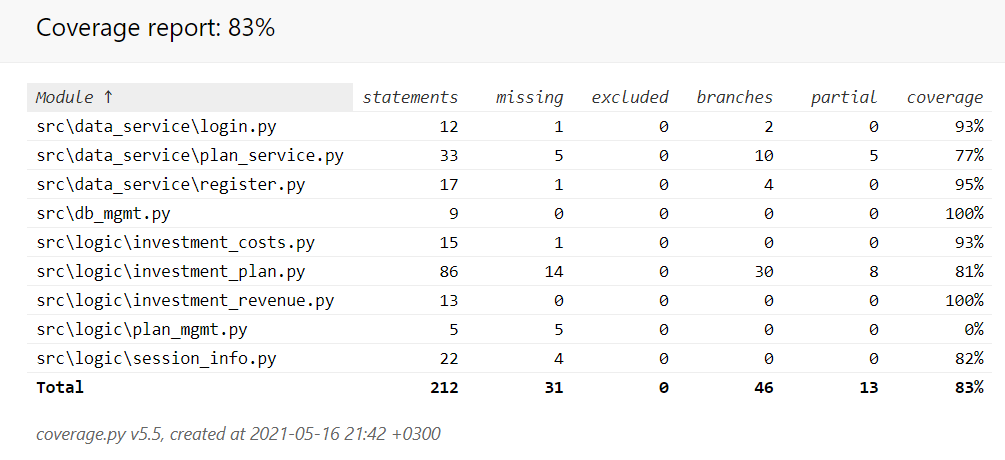 Coverage report: 83%
Module ↑ statements missing excluded branches partial coverage
src\data_service\login.py 12 1 0 2 0 93%
src\data_service\plan_service.py 33 5 0 10 5 77%
src\data_service\register.py 17 1 0 4 0 95%
src\db_mgmt.py 9 0 0 0 0 100%
src\logic\investment_costs.py 15 1 0 0 0 93%
src\logic\investment_plan.py 86 14 0 30 8 81%
src\logic\investment_revenue.py 13 0 0 0 0 100%
src\logic\plan_mgmt.py 5 5 0 0 0 0%
src\logic\session_info.py 22 4 0 0 0 82%
Total 212 31 0 46 13 83%
coverage.py v5.5, created at 2021-05-16 21:42 +0300